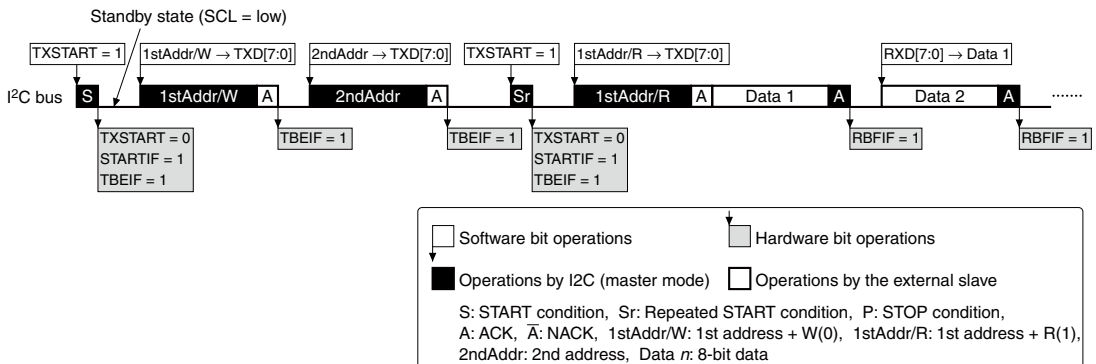 Standby state (SCL = low)
TXSTART = 1 1stAddr/W → TXD[7:0] 2ndAddr → TXD[7:0] TXSTART = 1 1stAddr/R → TXD[7:0] RXD[7:0] → Data 1
I²C bus S 1stAddr/W A 2ndAddr A Sr 1stAddr/R A Data 1 A Data 2 A .......
TXSTART = 0 TBEIF = 1 TBEIF = 1 TXSTART = 0 RBFIF = 1 RBFIF = 1
STARTIF = 1 STARTIF = 1
TBEIF = 1 TBEIF = 1
Software bit operations Hardware bit operations
Operations by I2C (master mode) Operations by the external slave
S: START condition, Sr: Repeated START condition, P: STOP condition,
A: ACK, A̅: NACK, 1stAddr/W: 1st address + W(0), 1stAddr/R: 1st address + R(1),
2ndAddr: 2nd address, Data n: 8-bit data